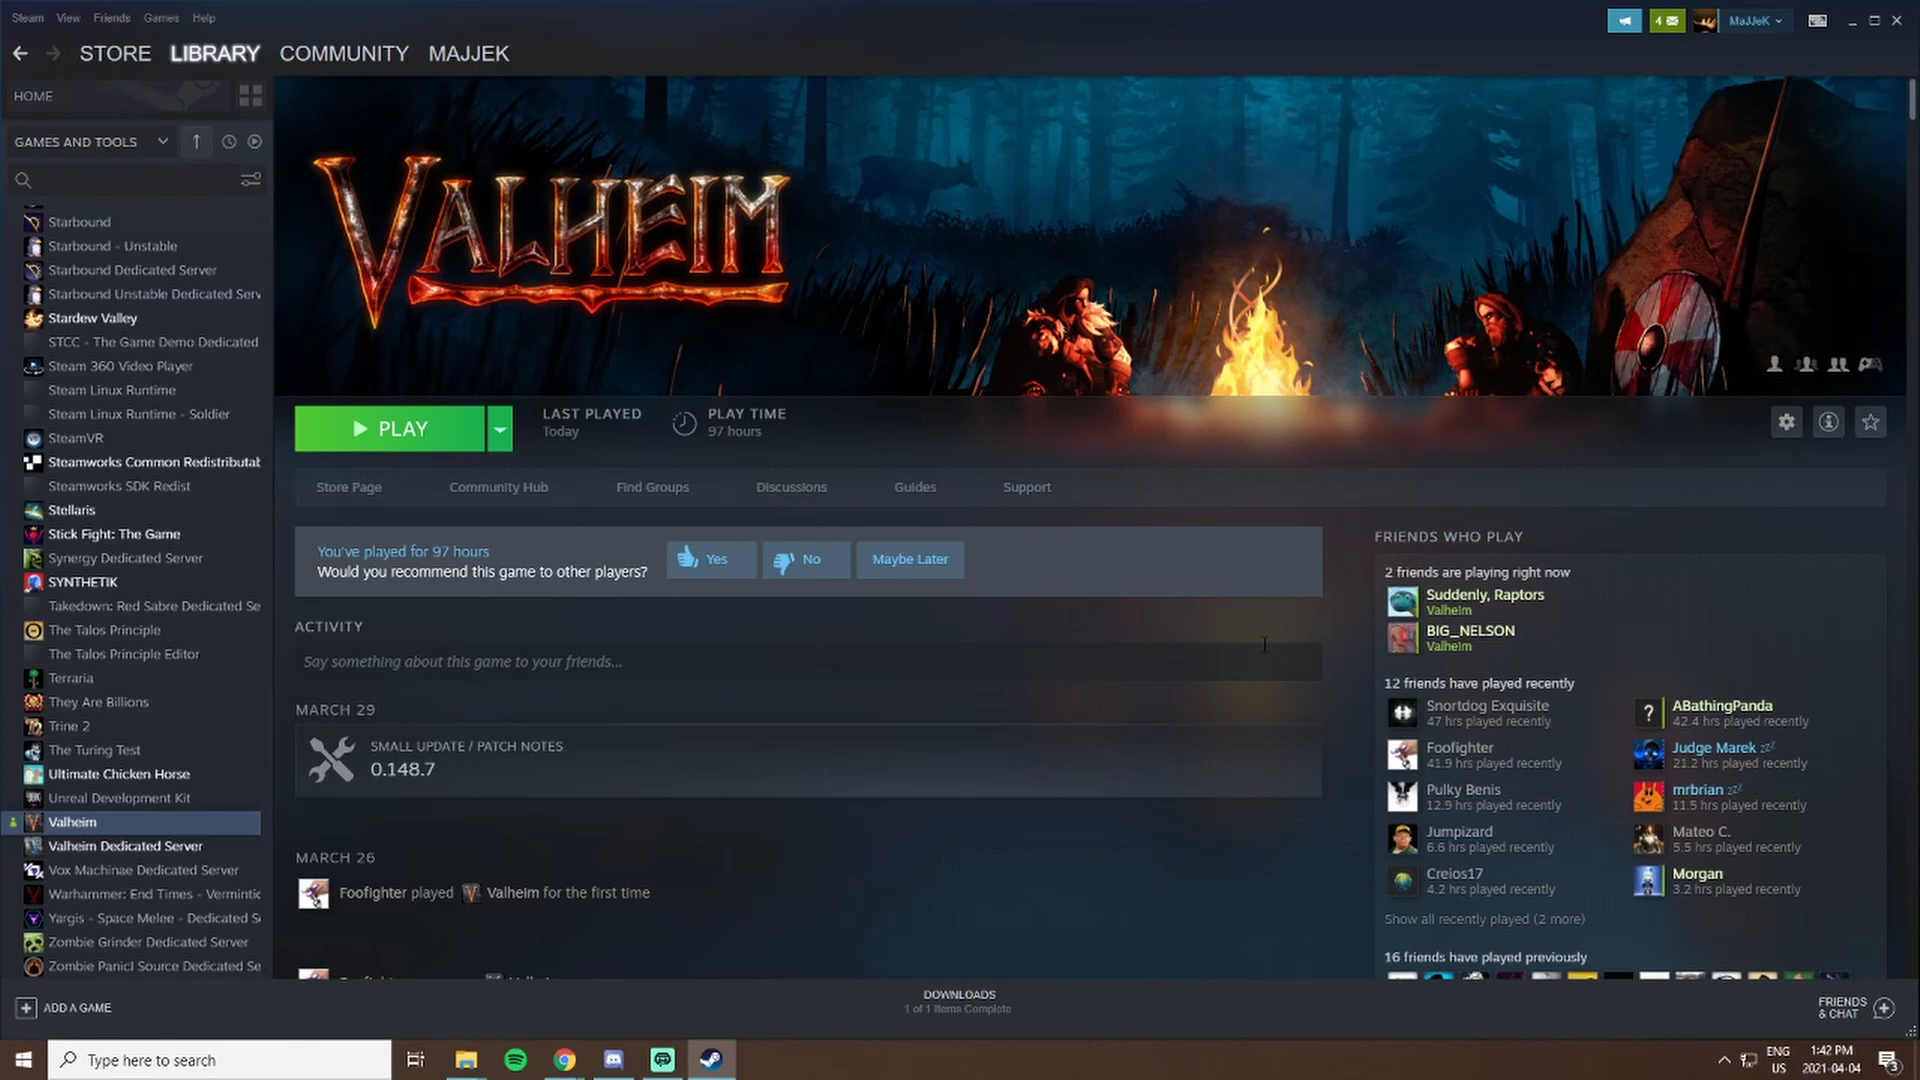 Steam View Friends Games Help
4 MaJJeK
STORE LIBRARY COMMUNITY MAJJEK
HOME
GAMES AND TOOLS
Starbound
Starbound - Unstable
Starbound Dedicated Server
Starbound Unstable Dedicated Serv
Stardew Valley
STCC - The Game Demo Dedicated
Steam 360 Video Player
Steam Linux Runtime
Steam Linux Runtime - Soldier
SteamVR
Steamworks Common Redistributab
Steamworks SDK Redist
Stellaris
Stick Fight: The Game
Synergy Dedicated Server
SYNTHETIK
Takedown: Red Sabre Dedicated Se
The Talos Principle
The Talos Principle Editor
Terraria
They Are Billions
Trine 2
The Turing Test
Ultimate Chicken Horse
Unreal Development Kit
Valheim
Valheim Dedicated Server
Vox Machinae Dedicated Server
Warhammer: End Times - Vermintic
Yargis - Space Melee - Dedicated S
Zombie Grinder Dedicated Server
Zombie Panic! Source Dedicated Se
VALHEIM
PLAY
LAST PLAYED
Today
PLAY TIME
97 hours
Store Page Community Hub Find Groups Discussions Guides Support
You've played for 97 hours
Would you recommend this game to other players?
Yes No Maybe Later
ACTIVITY
Say something about this game to your friends...
MARCH 29
SMALL UPDATE / PATCH NOTES
0.148.7
MARCH 26
Foofighter played Valheim for the first time
FRIENDS WHO PLAY
2 friends are playing right now
Suddenly, Raptors
Valheim
BIG_NELSON
Valheim
12 friends have played recently
Snortdog Exquisite
47 hrs played recently
ABathingPanda
42.4 hrs played recently
Foofighter
41.9 hrs played recently
Judge Marek zZZ
21.2 hrs played recently
Pulky Benis
12.9 hrs played recently
mrbrian zZZ
11.5 hrs played recently
Jumpizard
6.6 hrs played recently
Mateo C.
5.5 hrs played recently
Creios17
4.2 hrs played recently
Morgan
3.2 hrs played recently
Show all recently played (2 more)
16 friends have played previously
ADD A GAME
DOWNLOADS
1 of 1 Items Complete
FRIENDS
& CHAT
Type here to search
ENG
US
1:42 PM
2021-04-04
3